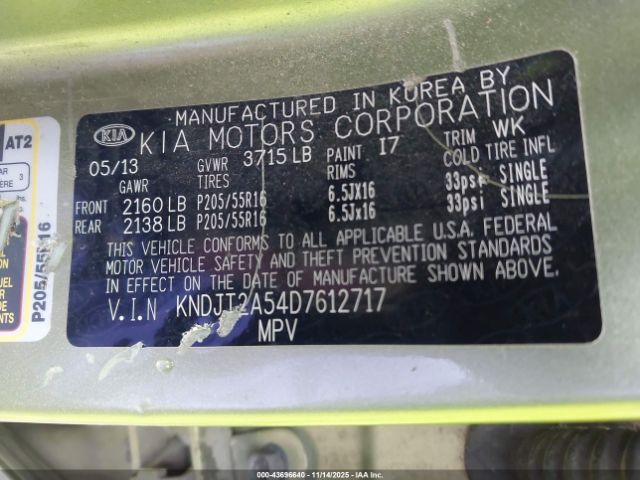 MANUFACTURED IN KOREA BY
KIA KIA MOTORS CORPORATION
05/13 GVWR 3715 LB PAINT I7 TRIM WK
GAWR TIRES RIMS COLD TIRE INFL
FRONT 2160 LB P205/55R16 6.5JX16 33psi SINGLE
REAR 2138 LB P205/55R16 6.5Jx16 33psi SINGLE
THIS VEHICLE CONFORMS TO ALL APPLICABLE U.S.A. FEDERAL
MOTOR VEHICLE SAFETY AND THEFT PREVENTION STANDARDS
IN EFFECT ON THE DATE OF MANUFACTURE SHOWN ABOVE.
V.I.N KNDJT2A54D7612717
MPV
AT2
3
P205/55R16
000-43696640 | 11/14/2025 | IAAC